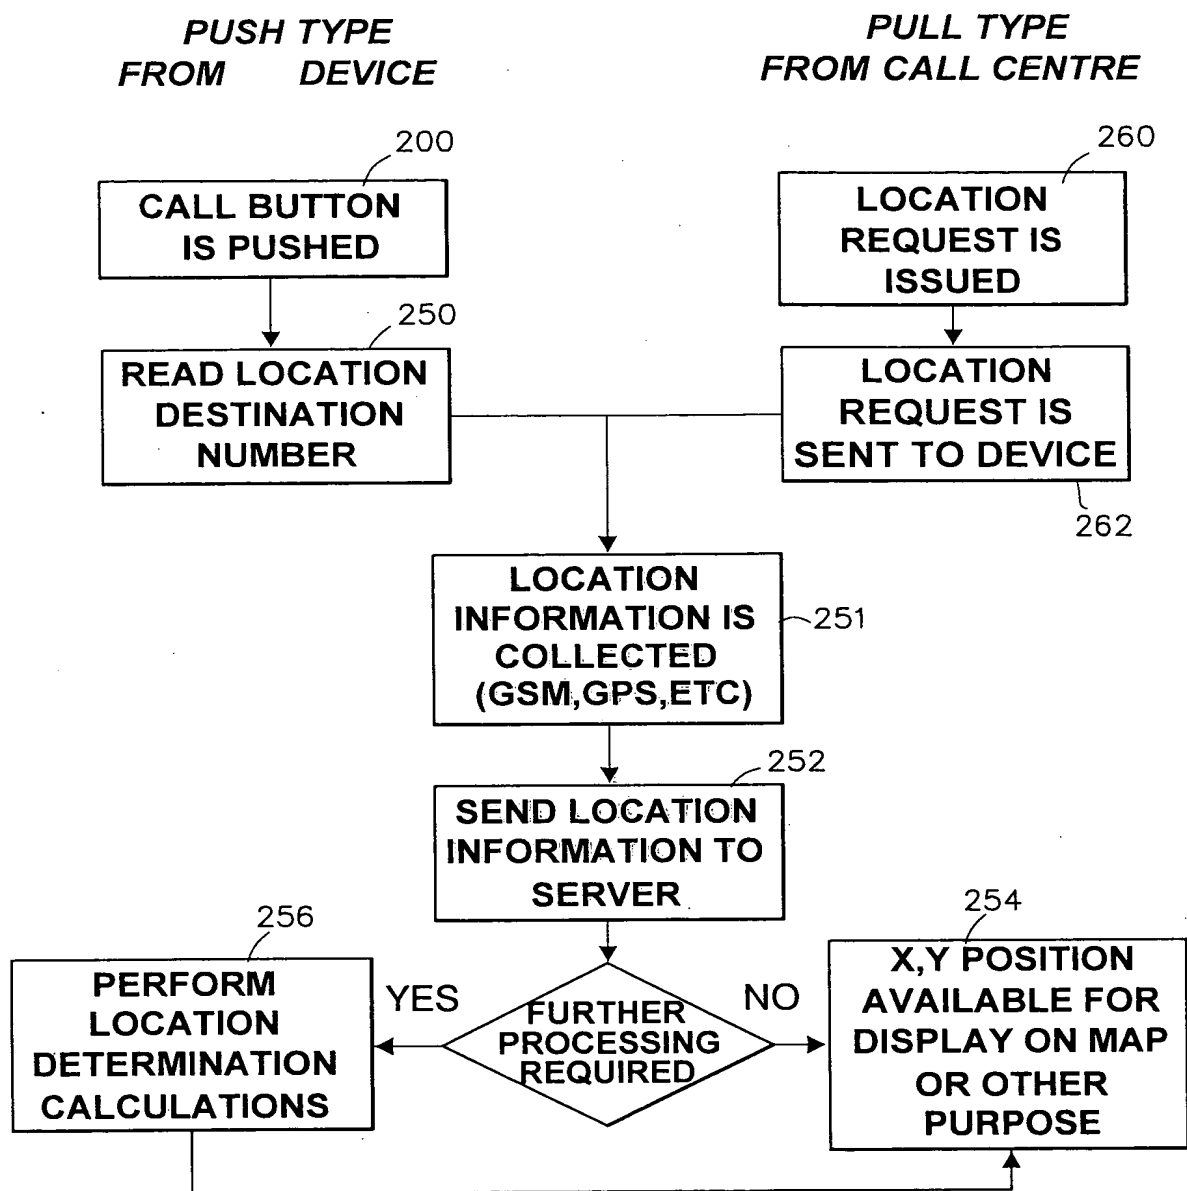 PUSH TYPE
FROM DEVICE
PULL TYPE
FROM CALL CENTRE
200
CALL BUTTON
IS PUSHED
260
LOCATION
REQUEST IS
ISSUED
250
READ LOCATION
DESTINATION
NUMBER
LOCATION
REQUEST IS
SENT TO DEVICE
262
LOCATION
INFORMATION IS
COLLECTED
(GSM,GPS,ETC)
251
252
SEND LOCATION
INFORMATION TO
SERVER
256
PERFORM
LOCATION
DETERMINATION
CALCULATIONS
YES
FURTHER
PROCESSING
REQUIRED
NO
254
X,Y POSITION
AVAILABLE FOR
DISPLAY ON MAP
OR OTHER
PURPOSE